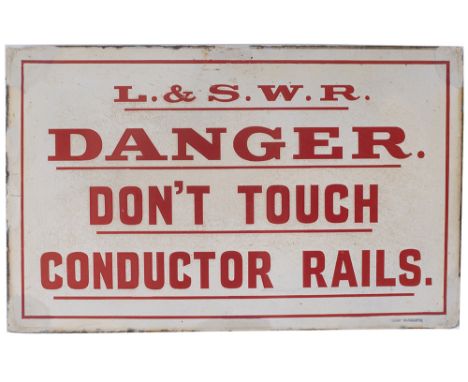 L. & S. W. R.
DANGER.
DON'T TOUCH
CONDUCTOR RAILS.